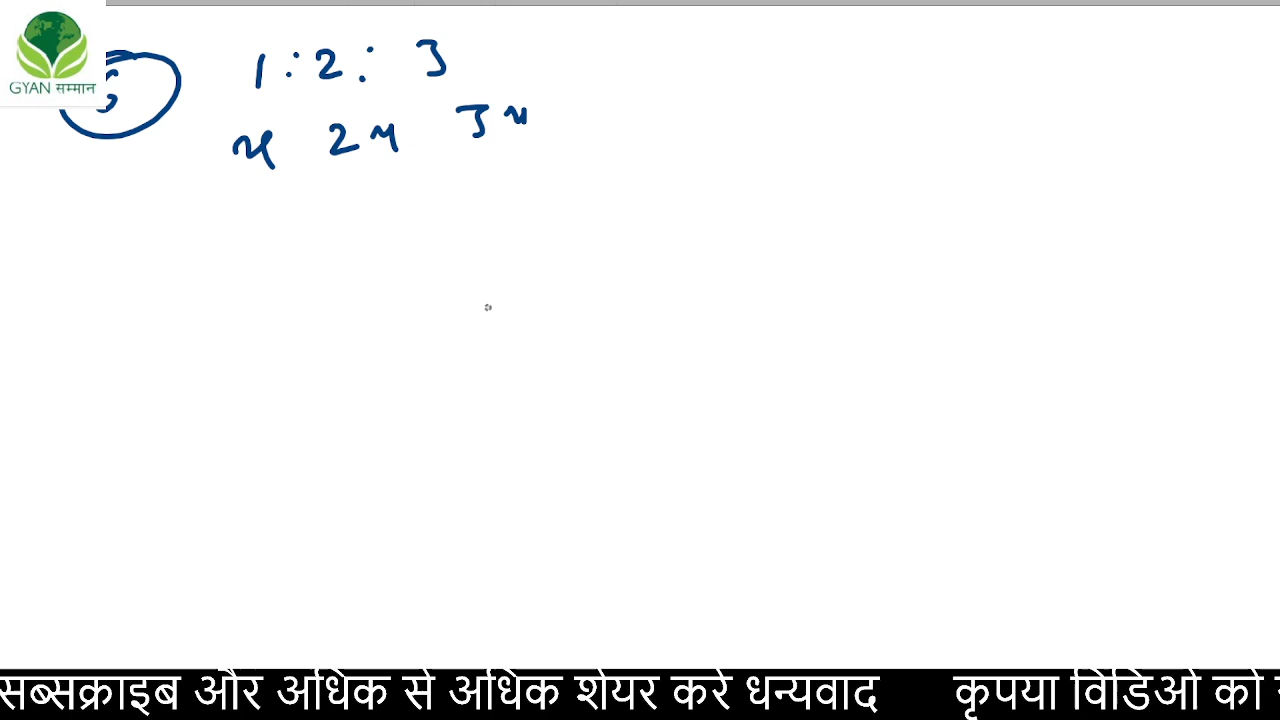 GYAN सम्मान
1 : 2 : 3
x 2x 3x
सब्सक्राइब और अधिक से अधिक शेयर करे धन्यवाद कृपया विडिओ को